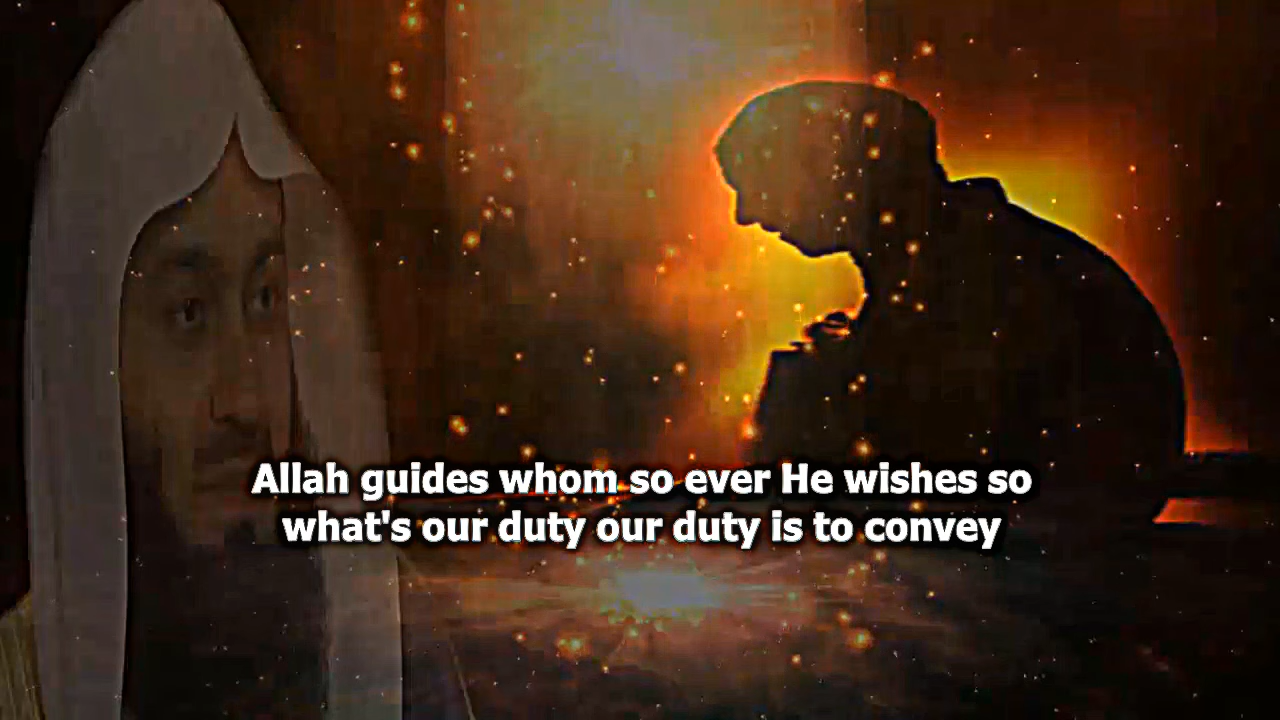 Allah guides whom so ever He wishes so
what's our duty our duty is to convey